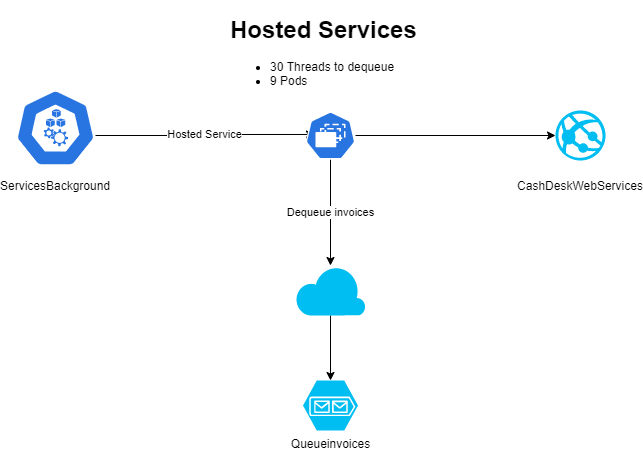 Hosted Services
30 Threads to dequeue
9 Pods
Hosted Service
ServicesBackground
CashDeskWebServices
Dequeue invoices
Queueinvoices